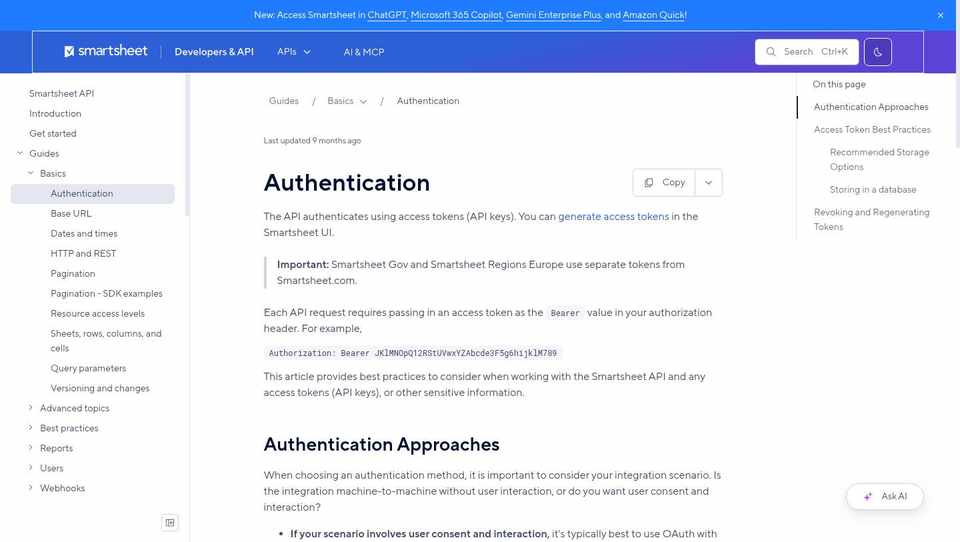 New: Access Smartsheet in ChatGPT, Microsoft 365 Copilot, Gemini Enterprise Plus, and Amazon Quick!
smartsheet
Developers & API
APIs
AI & MCP
Search Ctrl+K
Smartsheet API
Introduction
Get started
Guides
Basics
Authentication
Base URL
Dates and times
HTTP and REST
Pagination
Pagination - SDK examples
Resource access levels
Sheets, rows, columns, and
cells
Query parameters
Versioning and changes
Advanced topics
Best practices
Reports
Users
Webhooks
Guides / Basics / Authentication
Last updated 9 months ago
Authentication
Copy
The API authenticates using access tokens (API keys). You can generate access tokens in the
Smartsheet UI.
Important: Smartsheet Gov and Smartsheet Regions Europe use separate tokens from
Smartsheet.com.
Each API request requires passing in an access token as the Bearer value in your authorization
header. For example,
Authorization: Bearer JKlMNOpQ12RStUVwxYZAbcde3F5g6hijklM789
This article provides best practices to consider when working with the Smartsheet API and any
access tokens (API keys), or other sensitive information.
Authentication Approaches
When choosing an authentication method, it is important to consider your integration scenario. Is
the integration machine-to-machine without user interaction, or do you want user consent and
interaction?
• If your scenario involves user consent and interaction, it's typically best to use OAuth with
On this page
Authentication Approaches
Access Token Best Practices
Recommended Storage
Options
Storing in a database
Revoking and Regenerating
Tokens
Ask AI